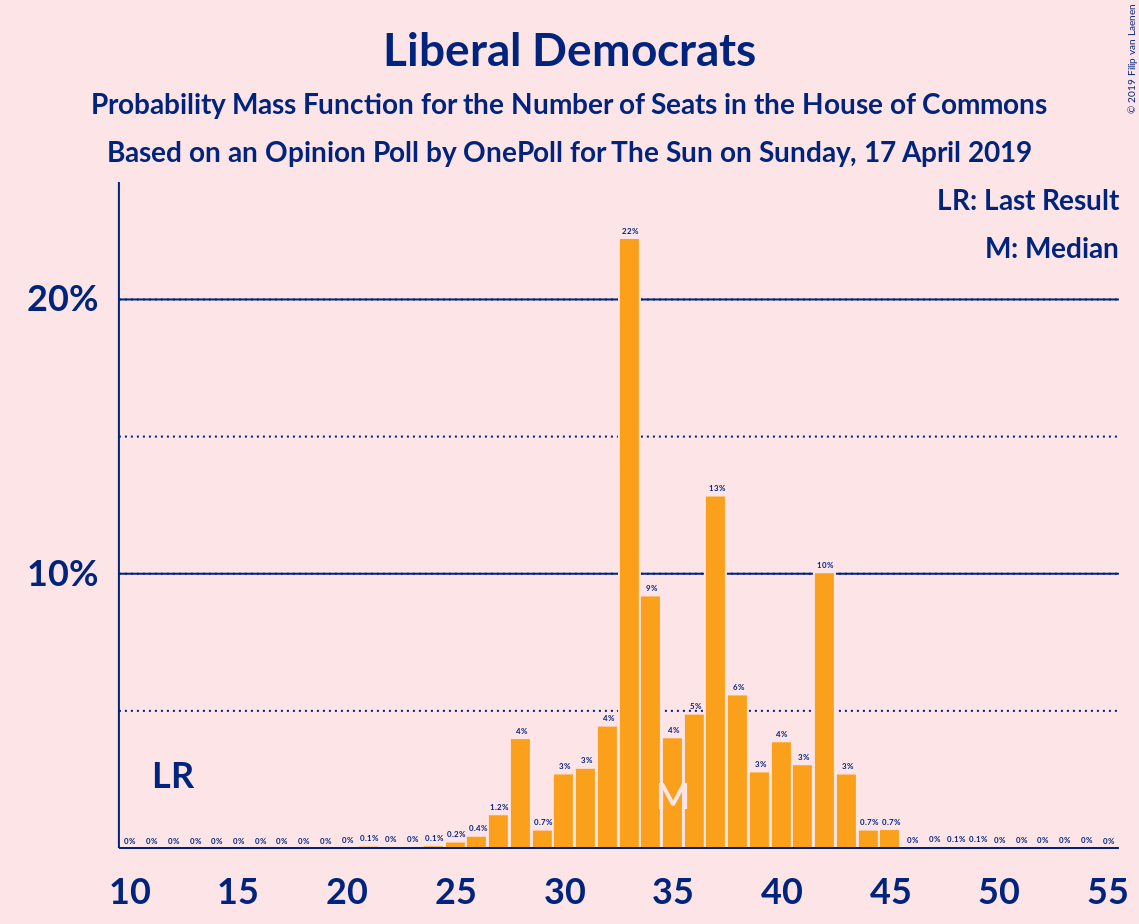 Liberal Democrats
Probability Mass Function for the Number of Seats in the House of Commons
Based on an Opinion Poll by OnePoll for The Sun on Sunday, 17 April 2019
© 2019 Filip van Laenen
LR: Last Result
M: Median
20%
10%
LR
M
0% 0% 0% 0% 0% 0% 0% 0% 0% 0% 0% 0.1% 0% 0% 0.1% 0.2% 0.4% 1.2% 4% 0.7% 3% 3% 4% 22% 9% 4% 5% 13% 6% 3% 4% 3% 10% 3% 0.7% 0.7% 0% 0% 0.1% 0.1% 0% 0% 0% 0% 0% 0%
10 15 20 25 30 35 40 45 50 55